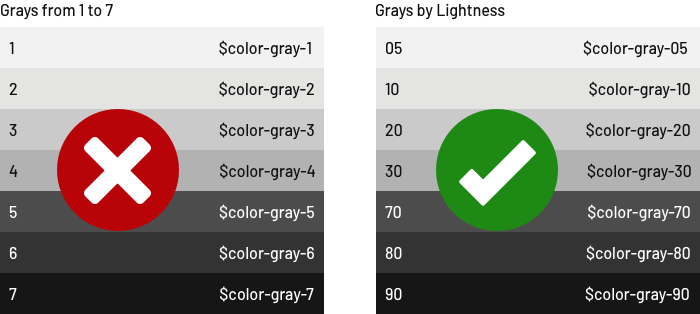 Grays from 1 to 7
1 $color-gray-1
2 $color-gray-2
3 $color-gray-3
4 $color-gray-4
5 $color-gray-5
6 $color-gray-6
7 $color-gray-7
Grays by Lightness
05 $color-gray-05
10 $color-gray-10
20 $color-gray-20
30 $color-gray-30
70 $color-gray-70
80 $color-gray-80
90 $color-gray-90